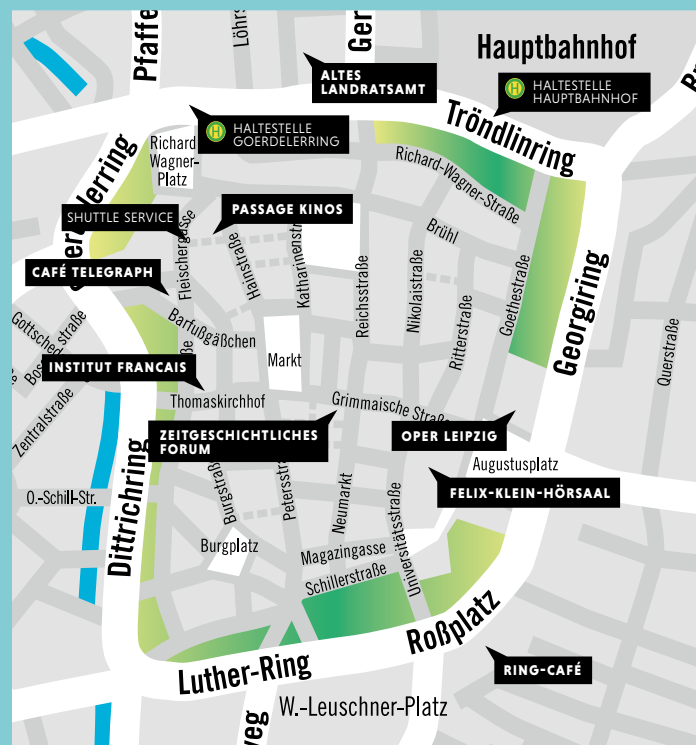 Pfaffe
Löhrs
Ger
Hauptbahnhof
ALTES
LANDRATSAMT
H HALTESTELLE
HAUPTBAHNHOF
H HALTESTELLE
GOERDELERRING
Tröndlinring
Richard
Wagner-
Platz
Richard-Wagner-Straße
SHUTTLE SERVICE
PASSAGE KINOS
Brühl
Fleischergasse
Hainstraße
Katharinenstr
Reichsstraße
Nikolaistraße
Ritterstraße
Goethestraße
Georgiring
Querstraße
CAFÉ TELEGRAPH
Barfußgäßchen
Markt
Zentralstraße
INSTITUT FRANCAIS
Thomaskirchhof
Grimmaische Straße
ZEITGESCHICHTLICHES
FORUM
OPER LEIPZIG
Augustusplatz
FELIX-KLEIN-HÖRSAAL
O.-Schill-Str.
Dittrichring
Burgstraß
Petersstr
Neumarkt
Universitätsstraße
Burgplatz
Magazingasse
Schillerstraße
Roßplatz
Luther-Ring
RING-CAFÉ
W.-Leuschner-Platz
weg